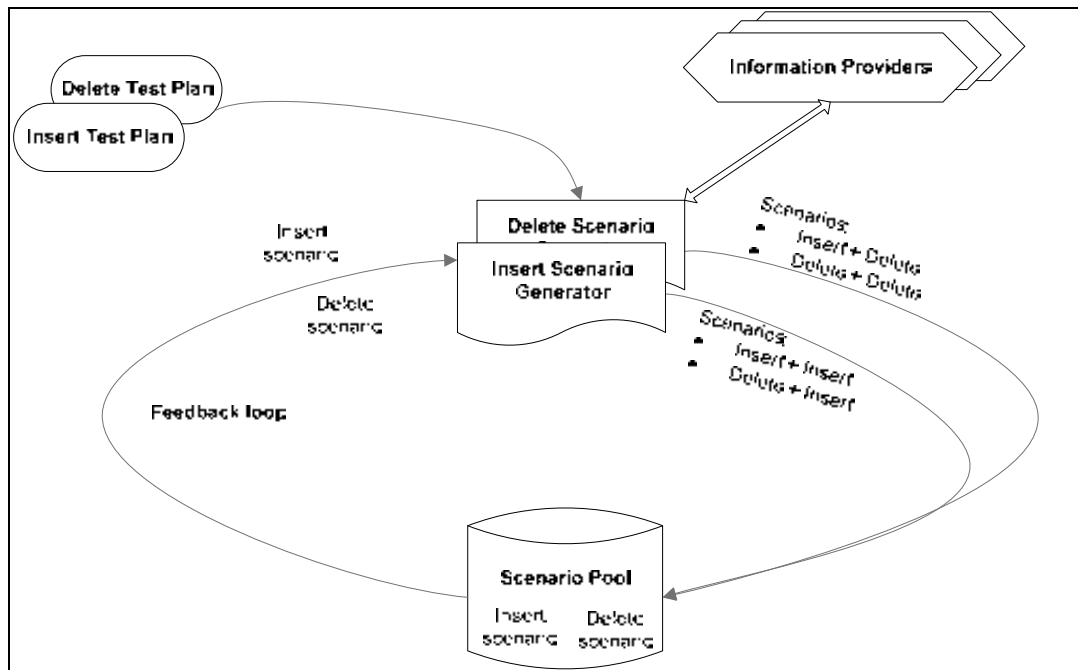 Delete Test Plan
Insert Test Plan
Information Providers
Delete Scenario
Insert Scenario
Generator
Insert
scenario
Delete
scenario
Scenarios:
• Insert + Delete
• Delete + Delete
Scenarios:
• Insert + Insert
• Delete + Insert
Feedback loop
Scenario Pool
Insert
scenario
Delete
scenario